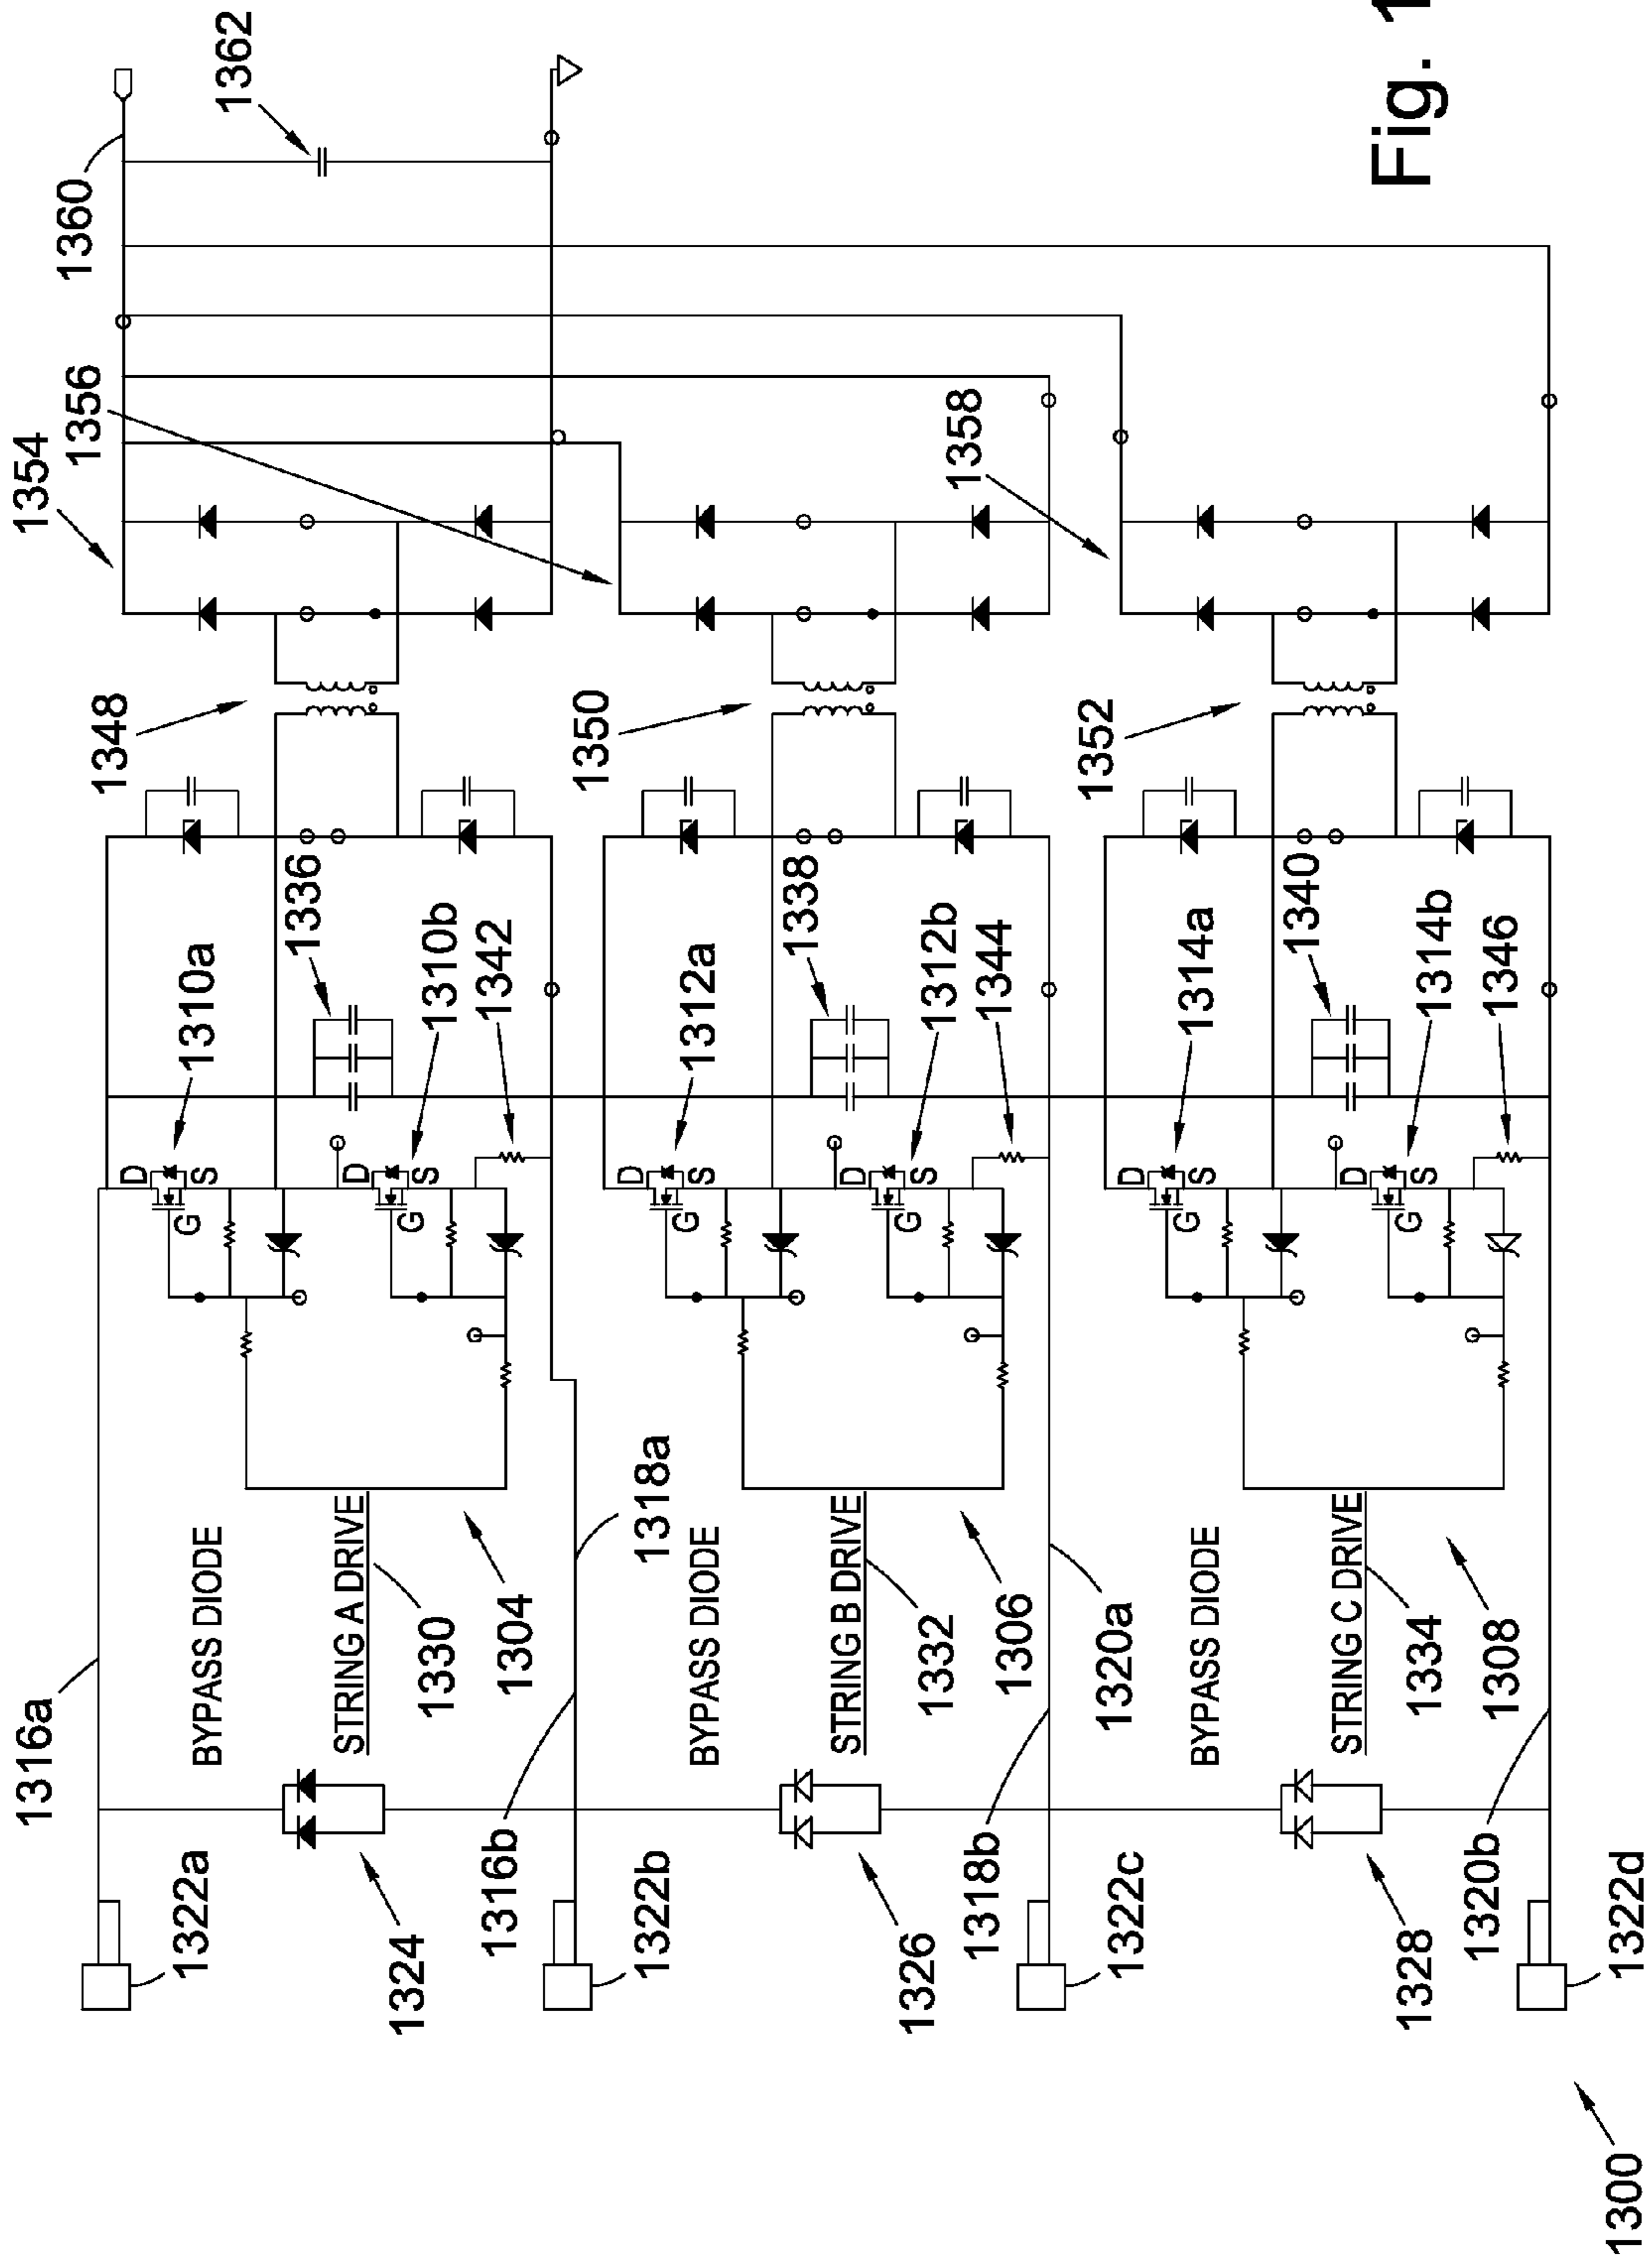 1316a
1354
1360
1356
1348
D
1322a
BYPASS DIODE
G
1310a
S
1362
1336
STRING A DRIVE
D
1324
1330
G
S
1310b
1316b
1342
1304
1350
D
1322b
1318a
G
1312a
S
BYPASS DIODE
1338
STRING B DRIVE
D
1326
1332
G
S
1312b
1358
1318b
1344
1306
1352
1322c
1320a
D
G
1314a
S
BYPASS DIODE
1340
STRING C DRIVE
D
1328
1334
G
S
1314b
1320b
1308
1346
Fig. 1
1322d
1300